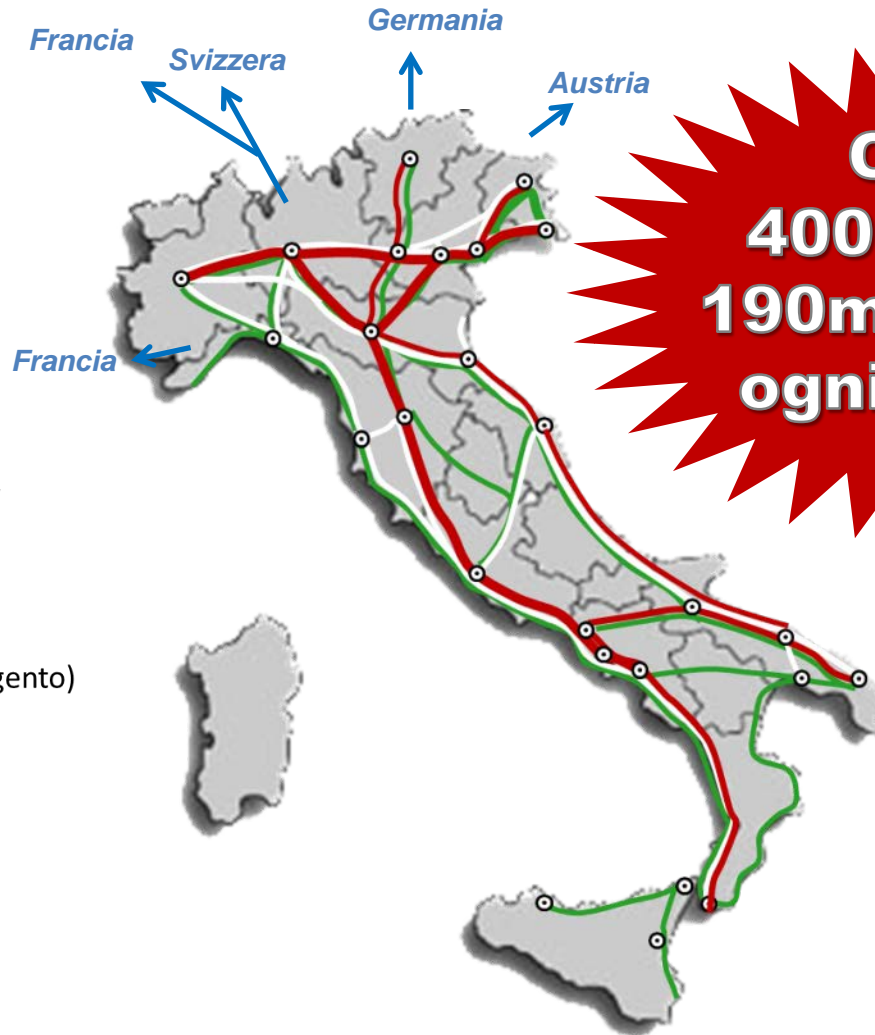 Germania
Francia
Svizzera
Austria
400
190m
ogni
Francia
gento)